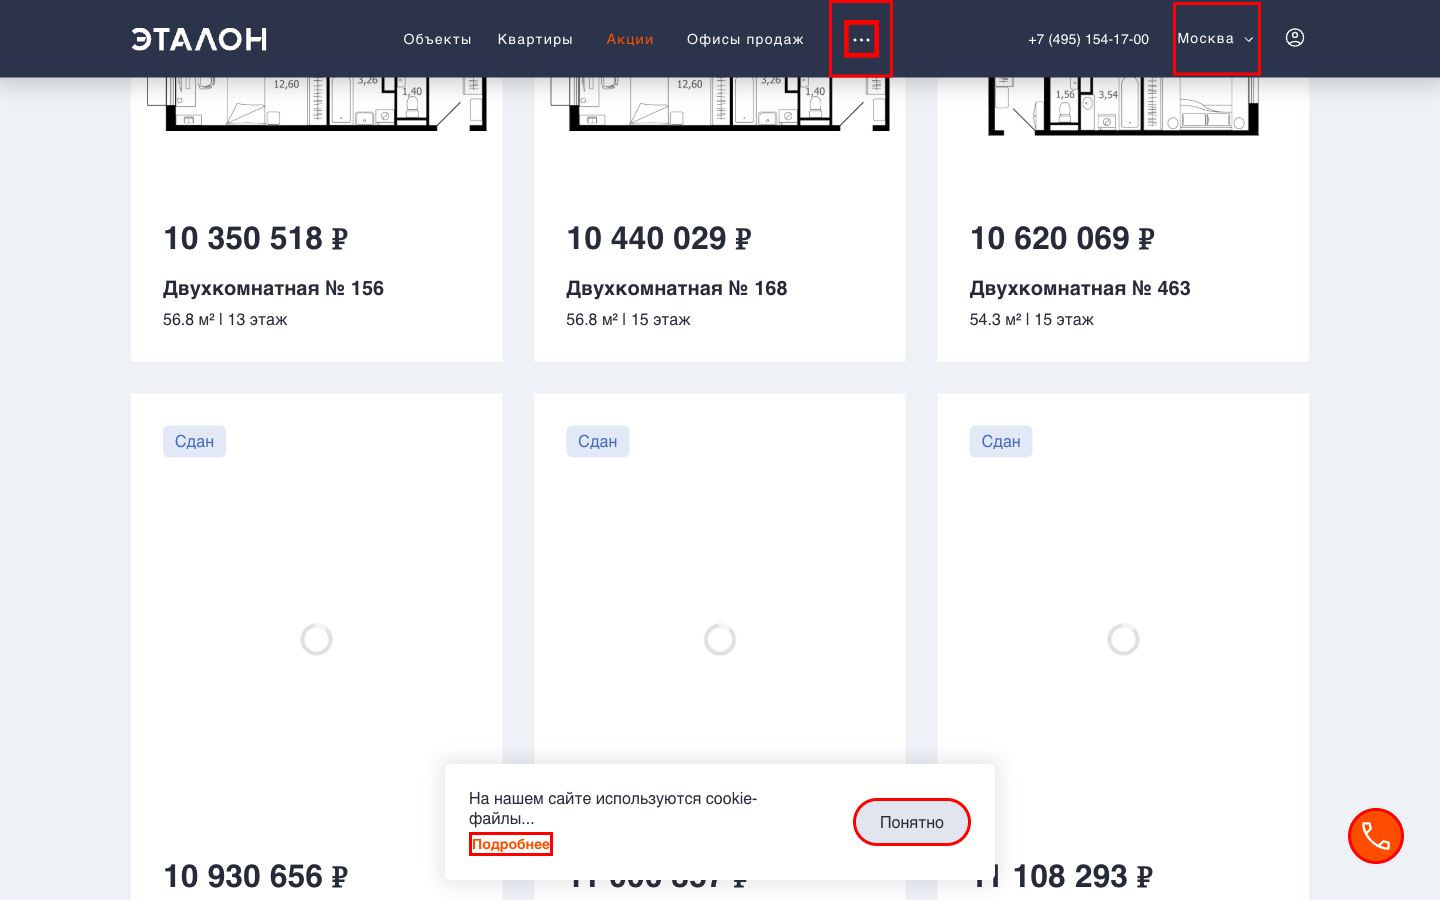 ЭТАЛОН
Объекты Квартиры Акции Офисы продаж ... +7 (495) 154-17-00 Москва
12,60 3,26 1,40
12,60 3,26 1,40
1,56 3,54
10 350 518 ₽
Двухкомнатная № 156
56.8 м² | 13 этаж
10 440 029 ₽
Двухкомнатная № 168
56.8 м² | 15 этаж
10 620 069 ₽
Двухкомнатная № 463
54.3 м² | 15 этаж
Сдан
Сдан
Сдан
10 930 656 ₽
11 108 293 ₽
На нашем сайте используются cookie-
файлы...
Подробнее
Понятно